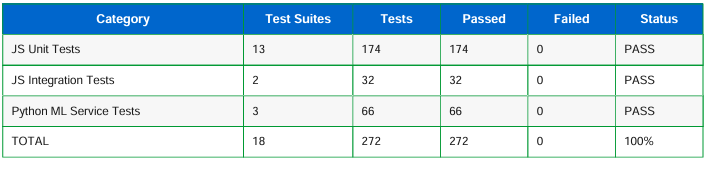 Category Test Suites Tests Passed Failed Status
JS Unit Tests 13 174 174 0 PASS
JS Integration Tests 2 32 32 0 PASS
Python ML Service Tests 3 66 66 0 PASS
TOTAL 18 272 272 0 100%